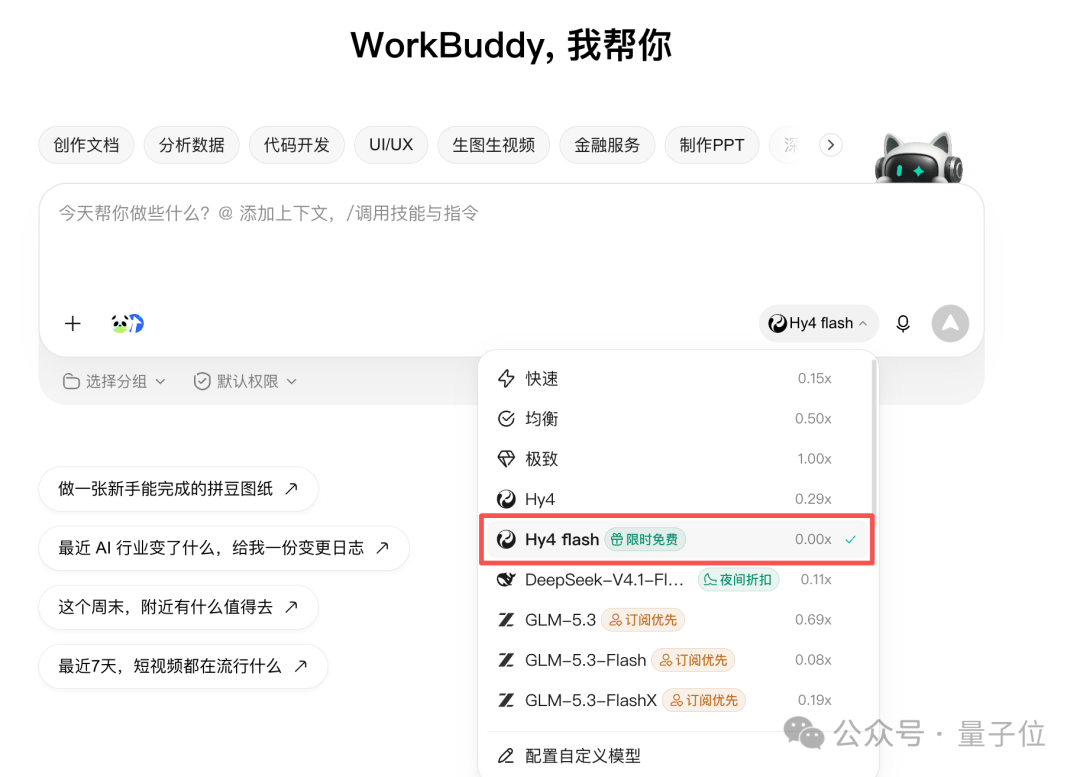 WorkBuddy, 我帮你
创作文档 分析数据 代码开发 UI/UX 生图生视频 金融服务 制作PPT 深
今天帮你做些什么? @ 添加上下文, /调用技能与指令
Hy4 flash
选择分组 默认权限
快速 0.15x
均衡 0.50x
极致 1.00x
Hy4 0.29x
Hy4 flash 限时免费 0.00x
DeepSeek-V4.1-Fl... 夜间折扣 0.11x
GLM-5.3 订阅优先 0.69x
GLM-5.3-Flash 订阅优先 0.08x
GLM-5.3-FlashX 订阅优先 0.19x
配置自定义模型
做一张新手能完成的拼豆图纸
最近 AI 行业变了什么，给我一份变更日志
这个周末，附近有什么值得去
最近7天，短视频都在流行什么
公众号 · 量子位